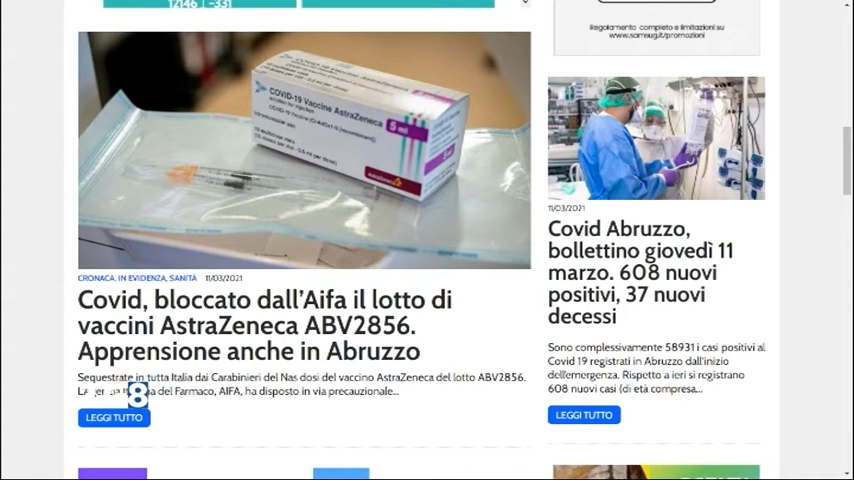 17146 -331
Regolamento completo e limitazioni su
www.samsug.it/promozioni
COVID-19 Vaccine AstraZeneca
5 ml
AstraZeneca
CRONACA, IN EVIDENZA, SANITÀ 11/03/2021
Covid, bloccato dall'Aifa il lotto di
vaccini AstraZeneca ABV2856.
Apprensione anche in Abruzzo
Sequestrate in tutta Italia dai Carabinieri del Nas dosi del vaccino AstraZeneca del lotto ABV2856.
del Farmaco, AIFA, ha disposto in via precauzionale...
8
LEGGI TUTTO
11/03/2021
Covid Abruzzo,
bollettino giovedì 11
marzo. 608 nuovi
positivi, 37 nuovi
decessi
Sono complessivamente 58931 i casi positivi al
Covid 19 registrati in Abruzzo dall'inizio
dell'emergenza. Rispetto a ieri si registrano
608 nuovi casi (di età compresa...
LEGGI TUTTO